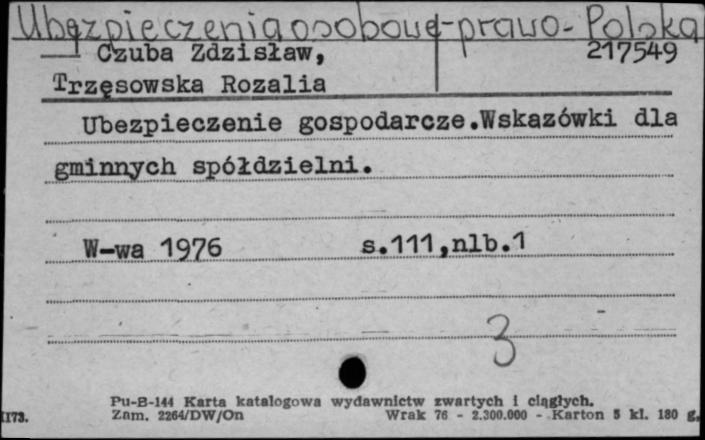 Ubezpieczenia osobowe-prawo-Polska
Czuba Zdzisław, 217549
Trzęsowska Rozalia
Ubezpieczenie gospodarcze.Wskazówki dla
gminnych spółdzielni.
W-wa 1976 s.111,nlb.1
3
Pu-B-144 Karta katalogowa wydawnictw zwartych i ciągłych.
173. Zam. 2264/DW/On Wrak 76 - 2.300.000 - Karton 5 kl. 180 g.